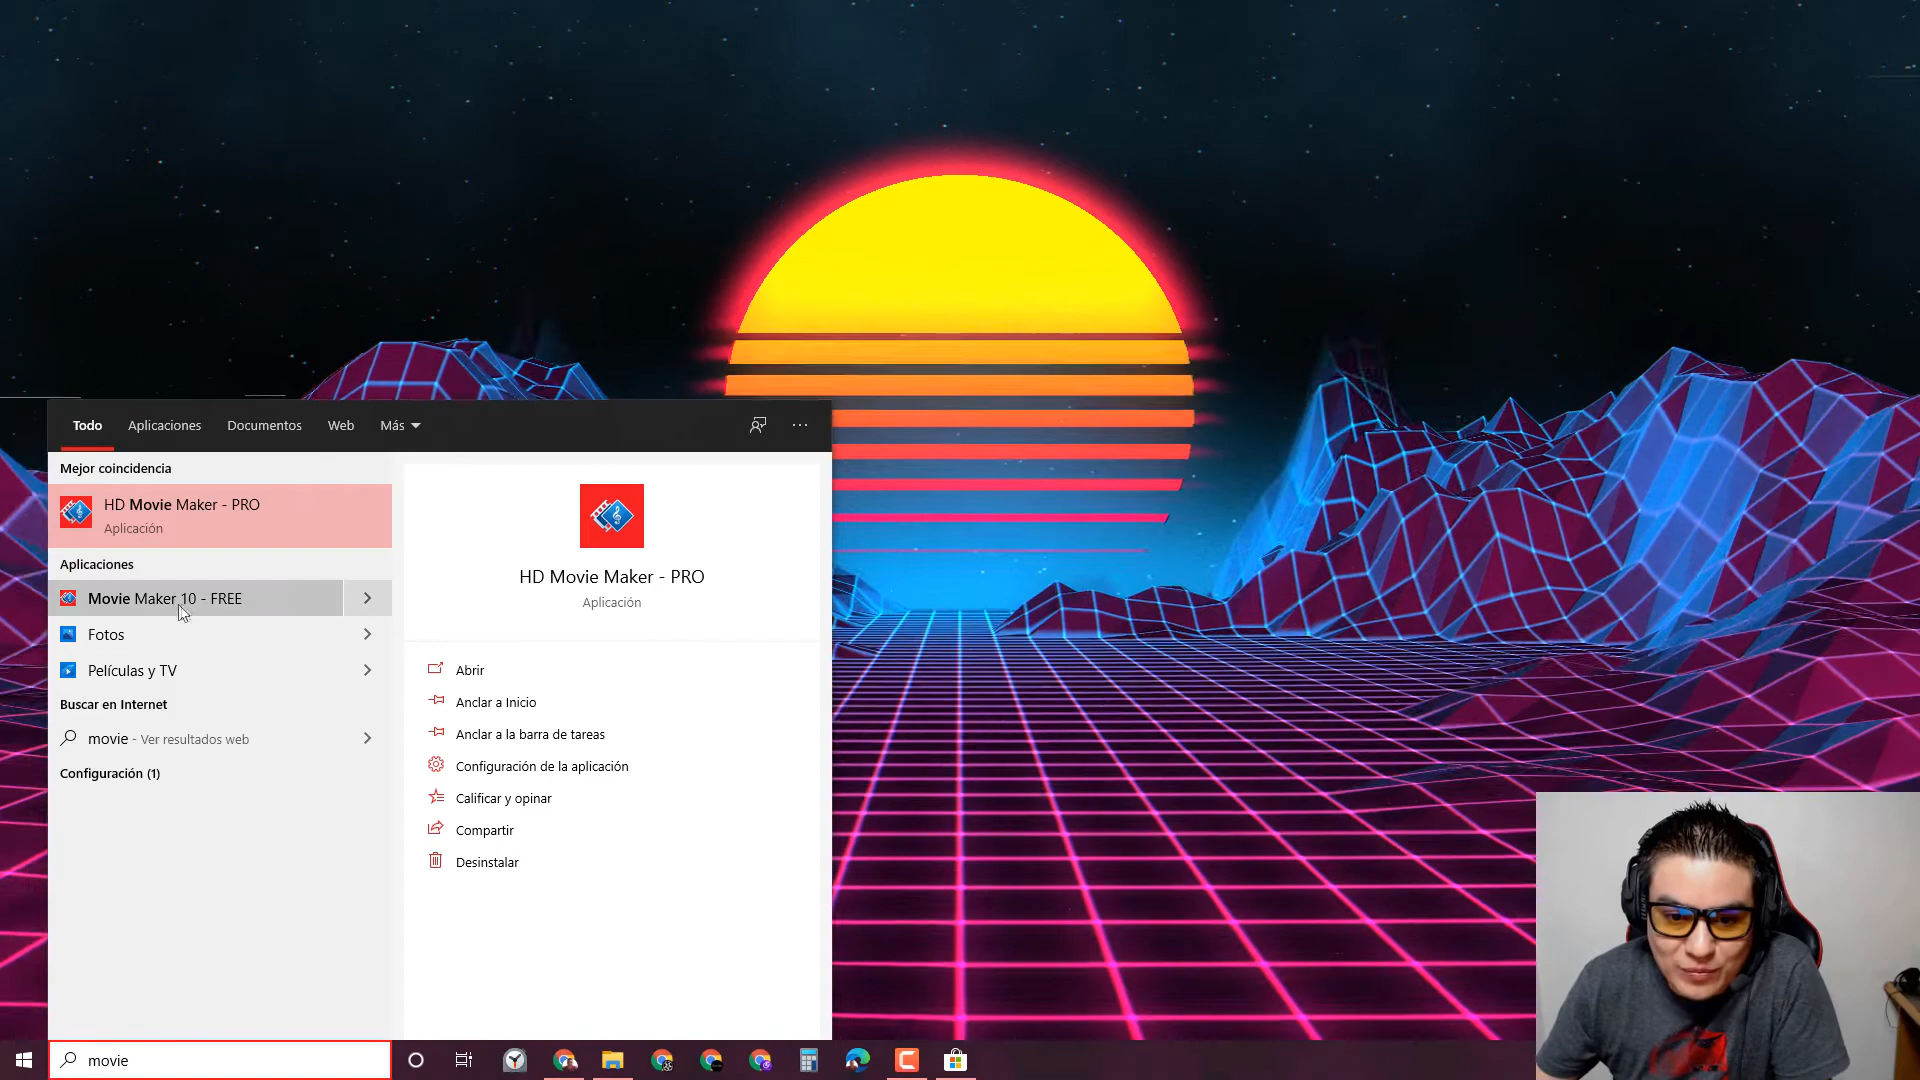 Todo
Aplicaciones
Documentos
Web
Más
Mejor coincidencia
HD Movie Maker - PRO
Aplicación
Aplicaciones
Movie Maker 10 - FREE
Fotos
Películas y TV
Buscar en Internet
movie - Ver resultados web
Configuración (1)
HD Movie Maker - PRO
Aplicación
Abrir
Anclar a Inicio
Anclar a la barra de tareas
Configuración de la aplicación
Calificar y opinar
Compartir
Desinstalar
movie